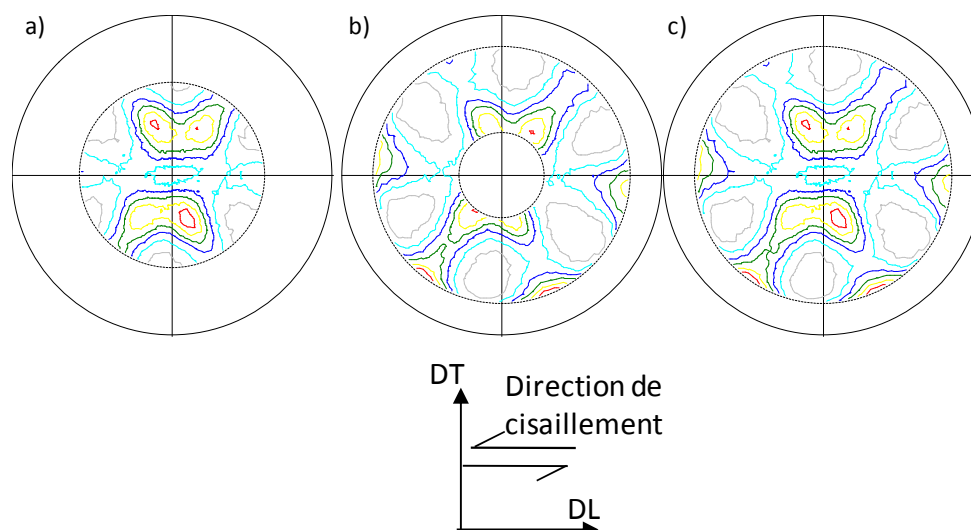 a)
b)
c)
DT
Direction de
cisaillement
DL